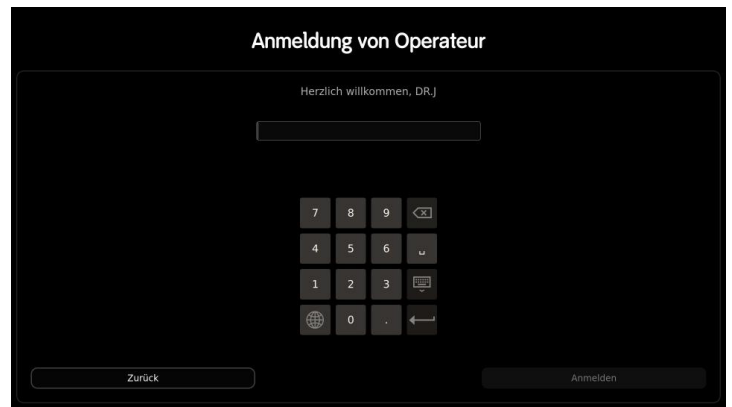 Anmeldung von Operateur
Herzlich willkommen, DR.J
7 8 9
4 5 6
1 2 3
0 .
Zurück
Anmelden